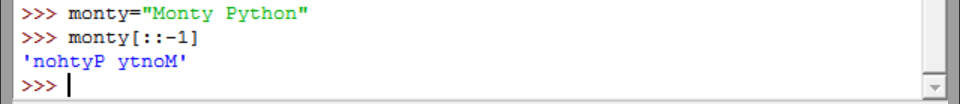 >>> monty="Monty Python"
>>> monty[::-1]
'nohtyP ytnoM'
>>>